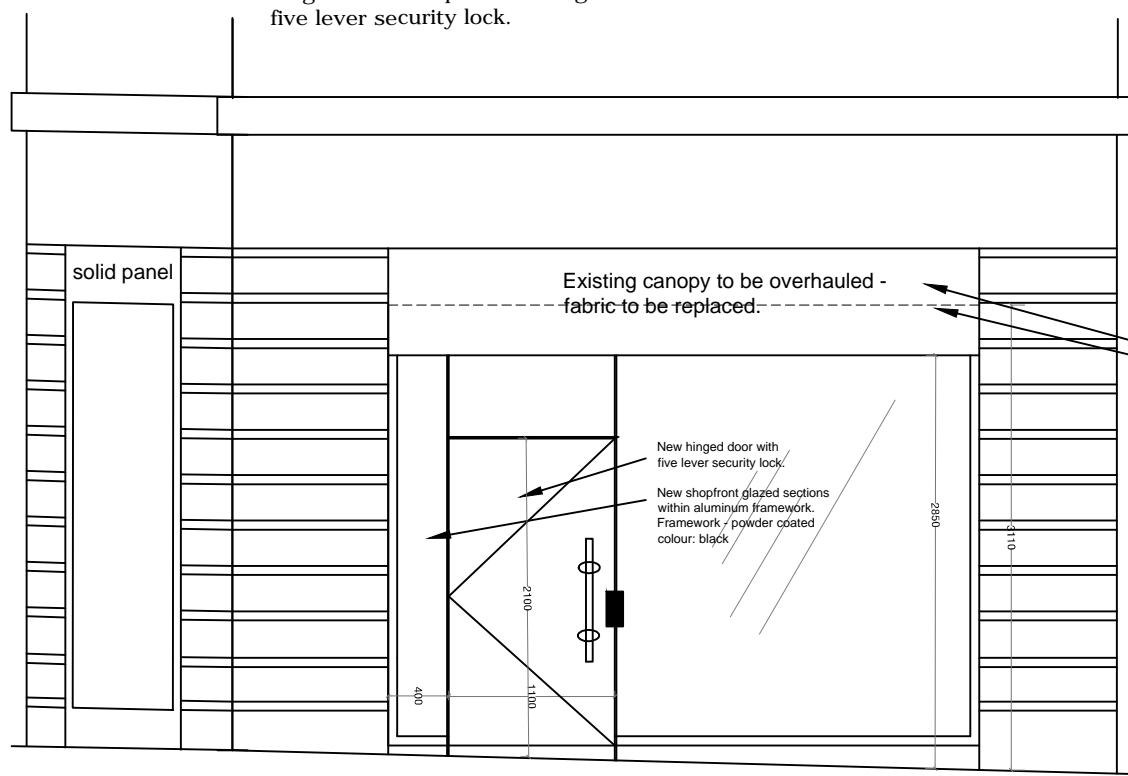 five lever security lock.
solid panel
Existing canopy to be overhauled -
fabric to be replaced.
New hinged door with
five lever security lock.
New shopfront glazed sections
within aluminum framework.
Framework - powder coated
colour: black
2850
3110
2100
400
1100